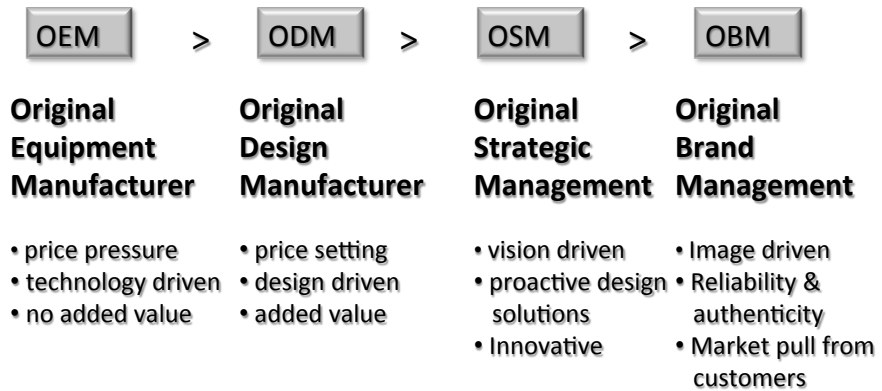 OEM > ODM > OSM > OBM
Original Equipment Manufacturer
• price pressure
• technology driven
• no added value
Original Design Manufacturer
• price setting
• design driven
• added value
Original Strategic Management
• vision driven
• proactive design
solutions
• Innovative
Original Brand Management
• Image driven
• Reliability &
authenticity
• Market pull from
customers